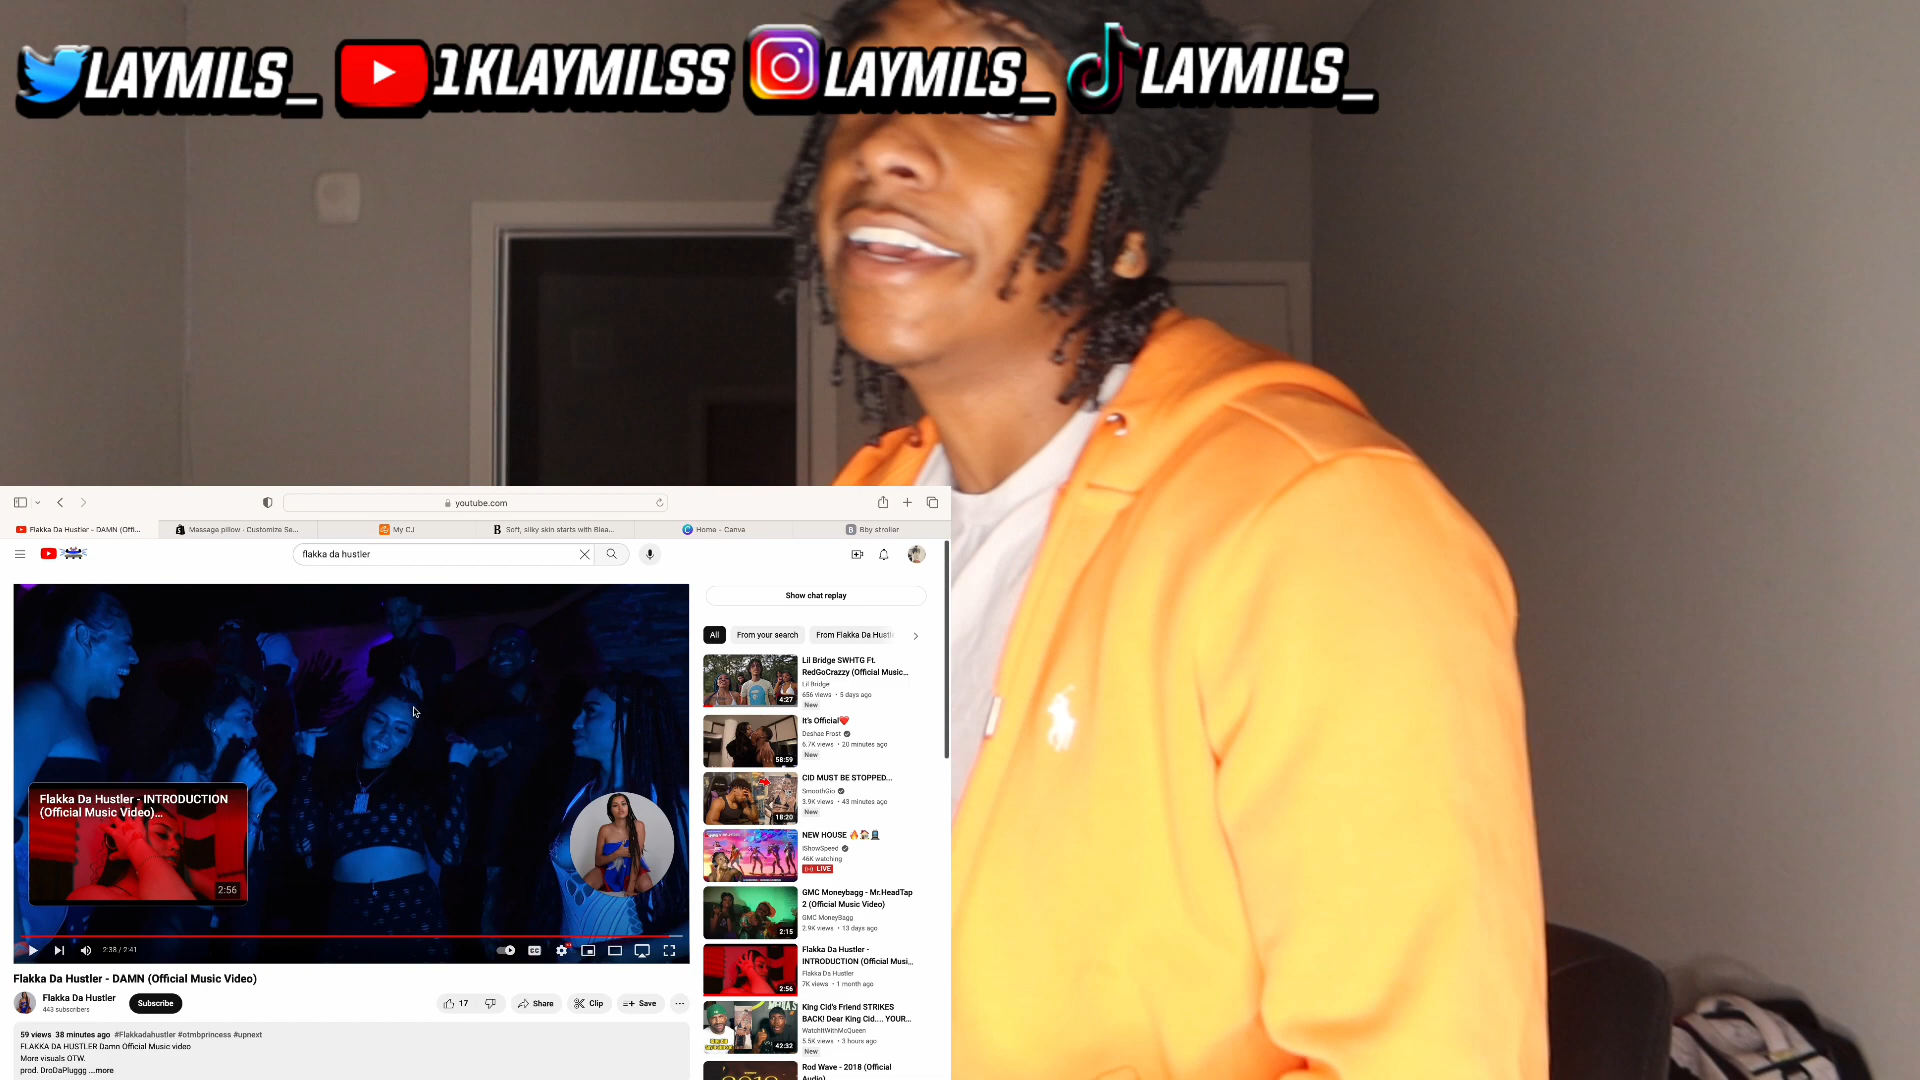 LAYMILS_ 1KLAYMILSS LAYMILS_ LAYMILS_
youtube.com
Flakka Da Hustler - DAMN (Offi...
Massage pillow · Customize Se...
My CJ
Soft, silky skin starts with Blea...
Home - Canva
Bby stroller
flakka da hustler
Show chat replay
All
From your search
From Flakka Da Hustle
Flakka Da Hustler - INTRODUCTION
(Official Music Video)...
2:56
2:38 / 2:41
CC
Flakka Da Hustler - DAMN (Official Music Video)
Flakka Da Hustler
443 subscribers
Subscribe
17
Share
Clip
Save
59 views 38 minutes ago #Flakkadahustler #otmbprincess #upnext
FLAKKA DA HUSTLER Damn Official Music video
More visuals OTW.
prod. DroDaPluggg ...more
Lil Bridge SWHTG Ft.
RedGoCrazzy (Official Music...
Lil Bridge
656 views • 5 days ago
New
4:27
It's Official❤️
Deshae Frost
6.7K views • 20 minutes ago
New
58:59
CID MUST BE STOPPED...
SmoothGio
3.9K views • 43 minutes ago
New
18:20
NEW HOUSE
IShowSpeed
46K watching
LIVE
GMC Moneybagg - Mr.HeadTap
2 (Official Music Video)
GMC MoneyBagg
2.9K views • 13 days ago
2:15
Flakka Da Hustler -
INTRODUCTION (Official Musi...
Flakka Da Hustler
7K views • 1 month ago
2:56
King Cid's Friend STRIKES
BACK! Dear King Cid.... YOUR...
WatchItWithMcQueen
5.5K views • 3 hours ago
New
42:32
Rod Wave - 2018 (Official
Audio)